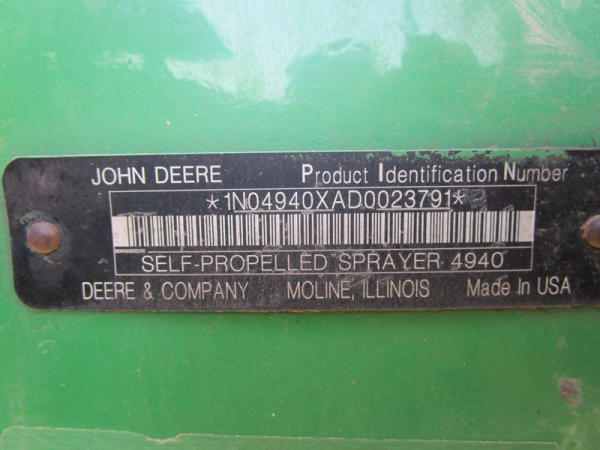 JOHN DEERE Product Identification Number
*1N04940XAD0023791*
SELF-PROPELLED SPRAYER 4940
DEERE & COMPANY MOLINE, ILLINOIS Made In USA